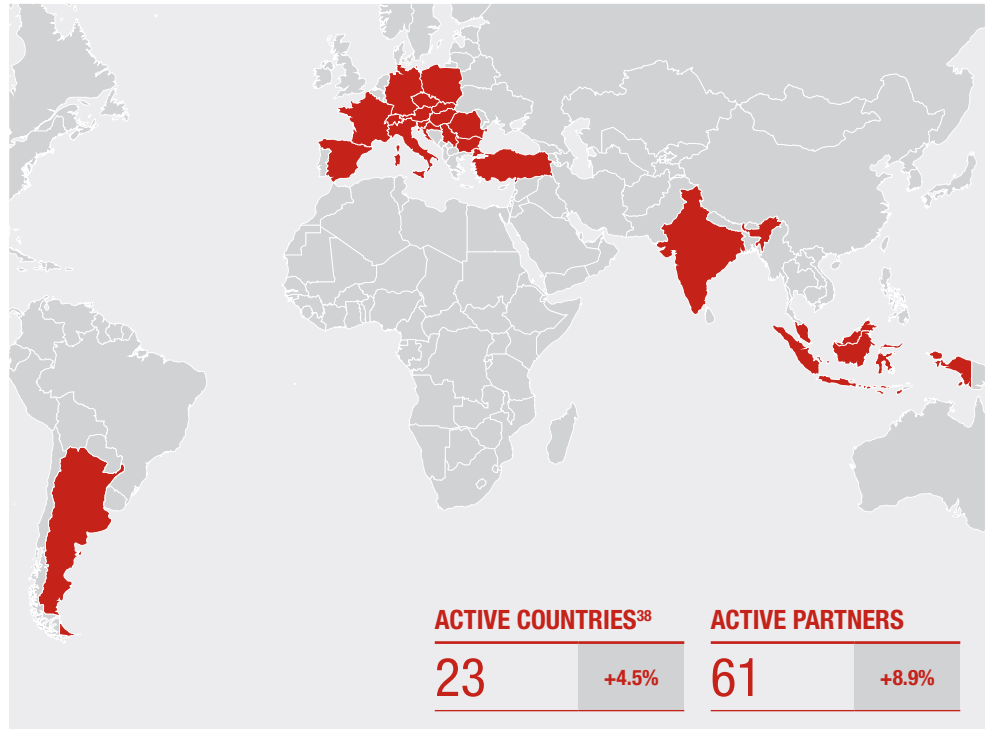 ACTIVE COUNTRIES³⁸
23
+4.5%
ACTIVE PARTNERS
61
+8.9%